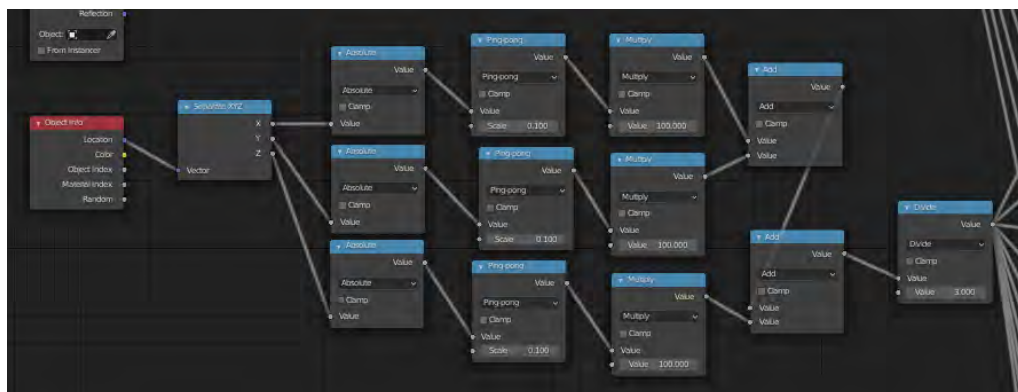 Reflection
Object:
From Instancer
Object Info
Location
Color
Object Index
Material Index
Random
Separate XYZ
X
Y
Z
Vector
Absolute
Value
Absolute
Clamp
Value
Ping-pong
Value
Ping-pong
Clamp
Value
Scale 0.100
Multiply
Value
Multiply
Clamp
Value
Value 100.000
Add
Value
Add
Clamp
Value
Value
Absolute
Value
Absolute
Clamp
Value
Ping-pong
Value
Ping-pong
Clamp
Value
Scale 0.100
Multiply
Value
Multiply
Clamp
Value
Value 100.000
Absolute
Value
Absolute
Clamp
Value
Ping-pong
Value
Ping-pong
Clamp
Value
Scale 0.100
Multiply
Value
Multiply
Clamp
Value
Value 100.000
Add
Value
Add
Clamp
Value
Value
Divide
Value
Divide
Clamp
Value
Value 3.000